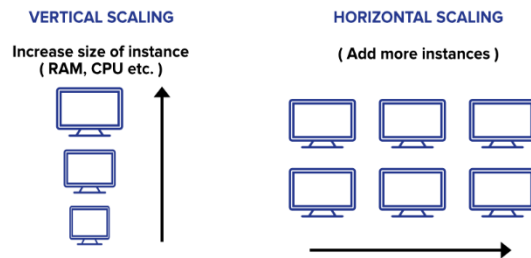 VERTICAL SCALING
Increase size of instance
( RAM, CPU etc. )
HORIZONTAL SCALING
( Add more instances )